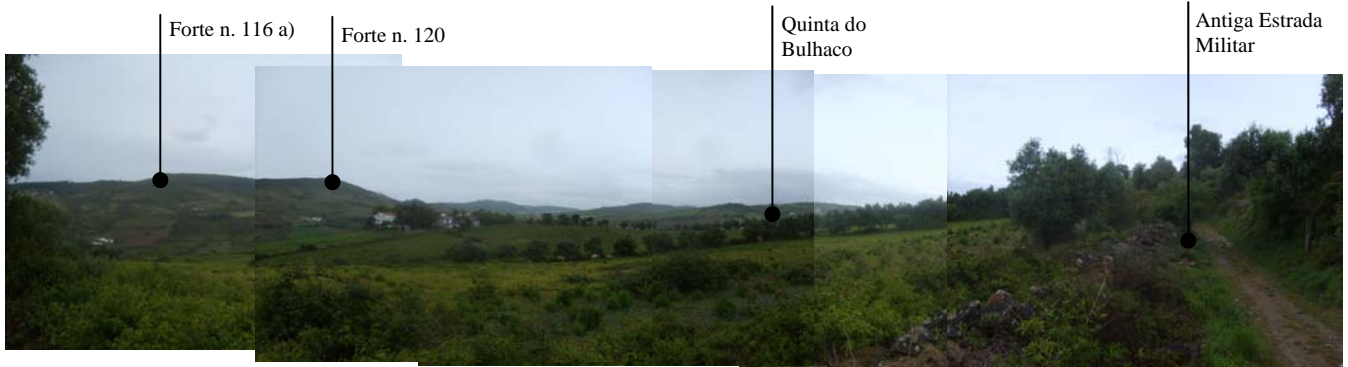 Forte n. 116 a)
Forte n. 120
Quinta do
Bulhaco
Antiga Estrada
Militar